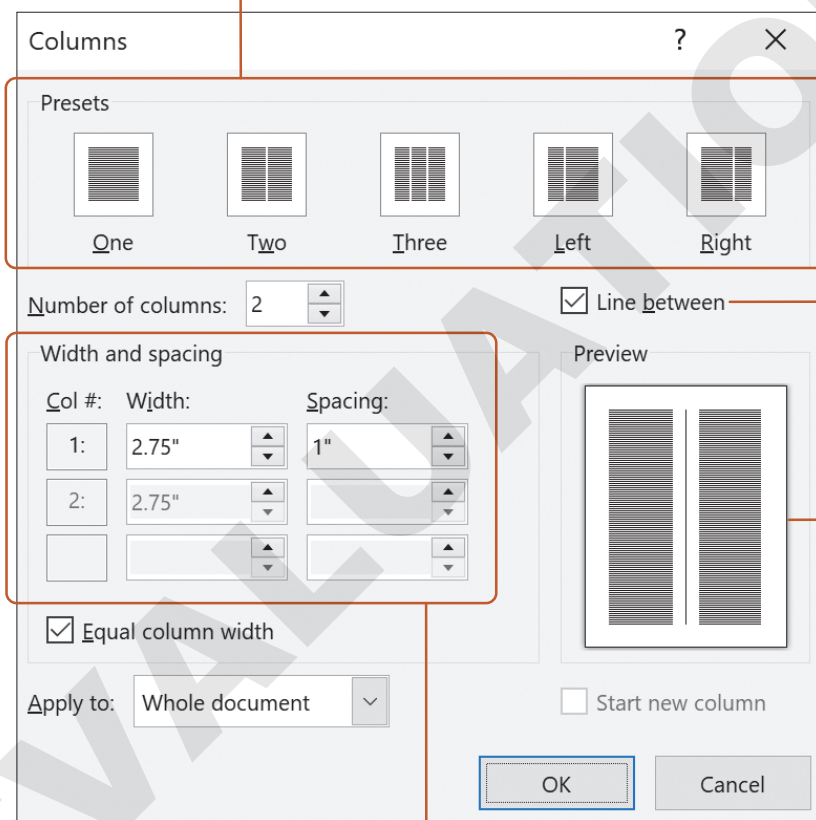 Columns ?
Presets
One Two Three Left Right
Number of columns: 2 Line between
Width and spacing Preview
Col #: Width: Spacing:
1: 2.75" 1"
2: 2.75"
Equal column width
Apply to: Whole document Start new column
OK Cancel
EVALUATIO